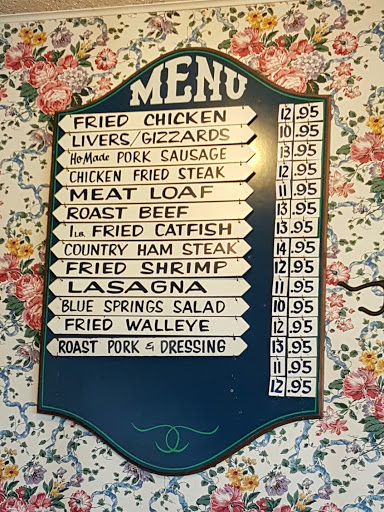 MENU
FRIED CHICKEN 12.95
LIVERS/GIZZARDS 10.95
HoMade PORK SAUSAGE 13.95
CHICKEN FRIED STEAK 12.95
MEAT LOAF 11.95
ROAST BEEF 13.95
1LB FRIED CATFISH 13.95
COUNTRY HAM STEAK 14.95
FRIED SHRIMP 12.95
LASAGNA 11.95
BLUE SPRINGS SALAD 10.95
FRIED WALLEYE 12.95
ROAST PORK & DRESSING 13.95
11.95
12.95